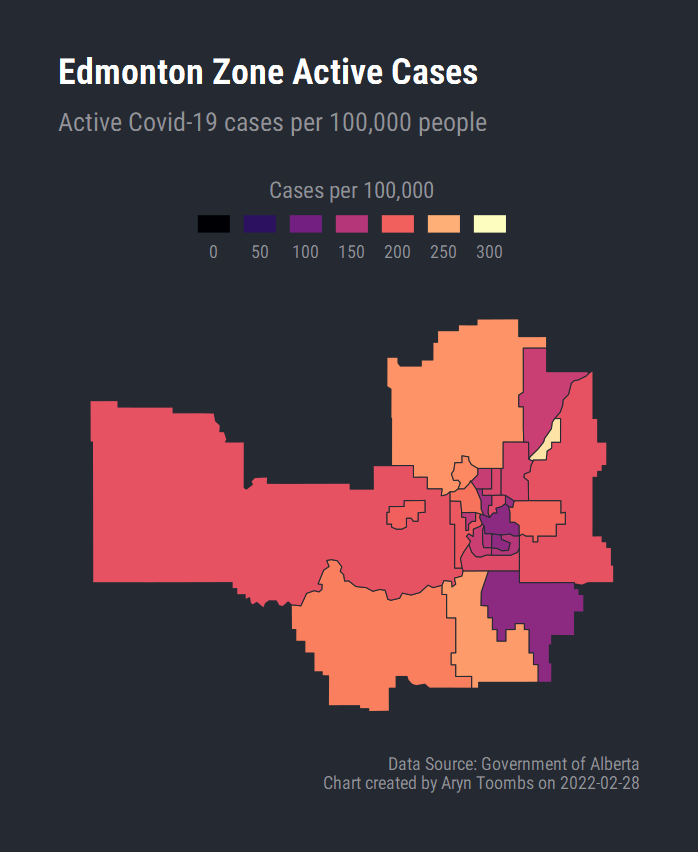 Edmonton Zone Active Cases
Active Covid-19 cases per 100,000 people
Cases per 100,000
0 50 100 150 200 250 300
Data Source: Government of Alberta
Chart created by Aryn Toombs on 2022-02-28